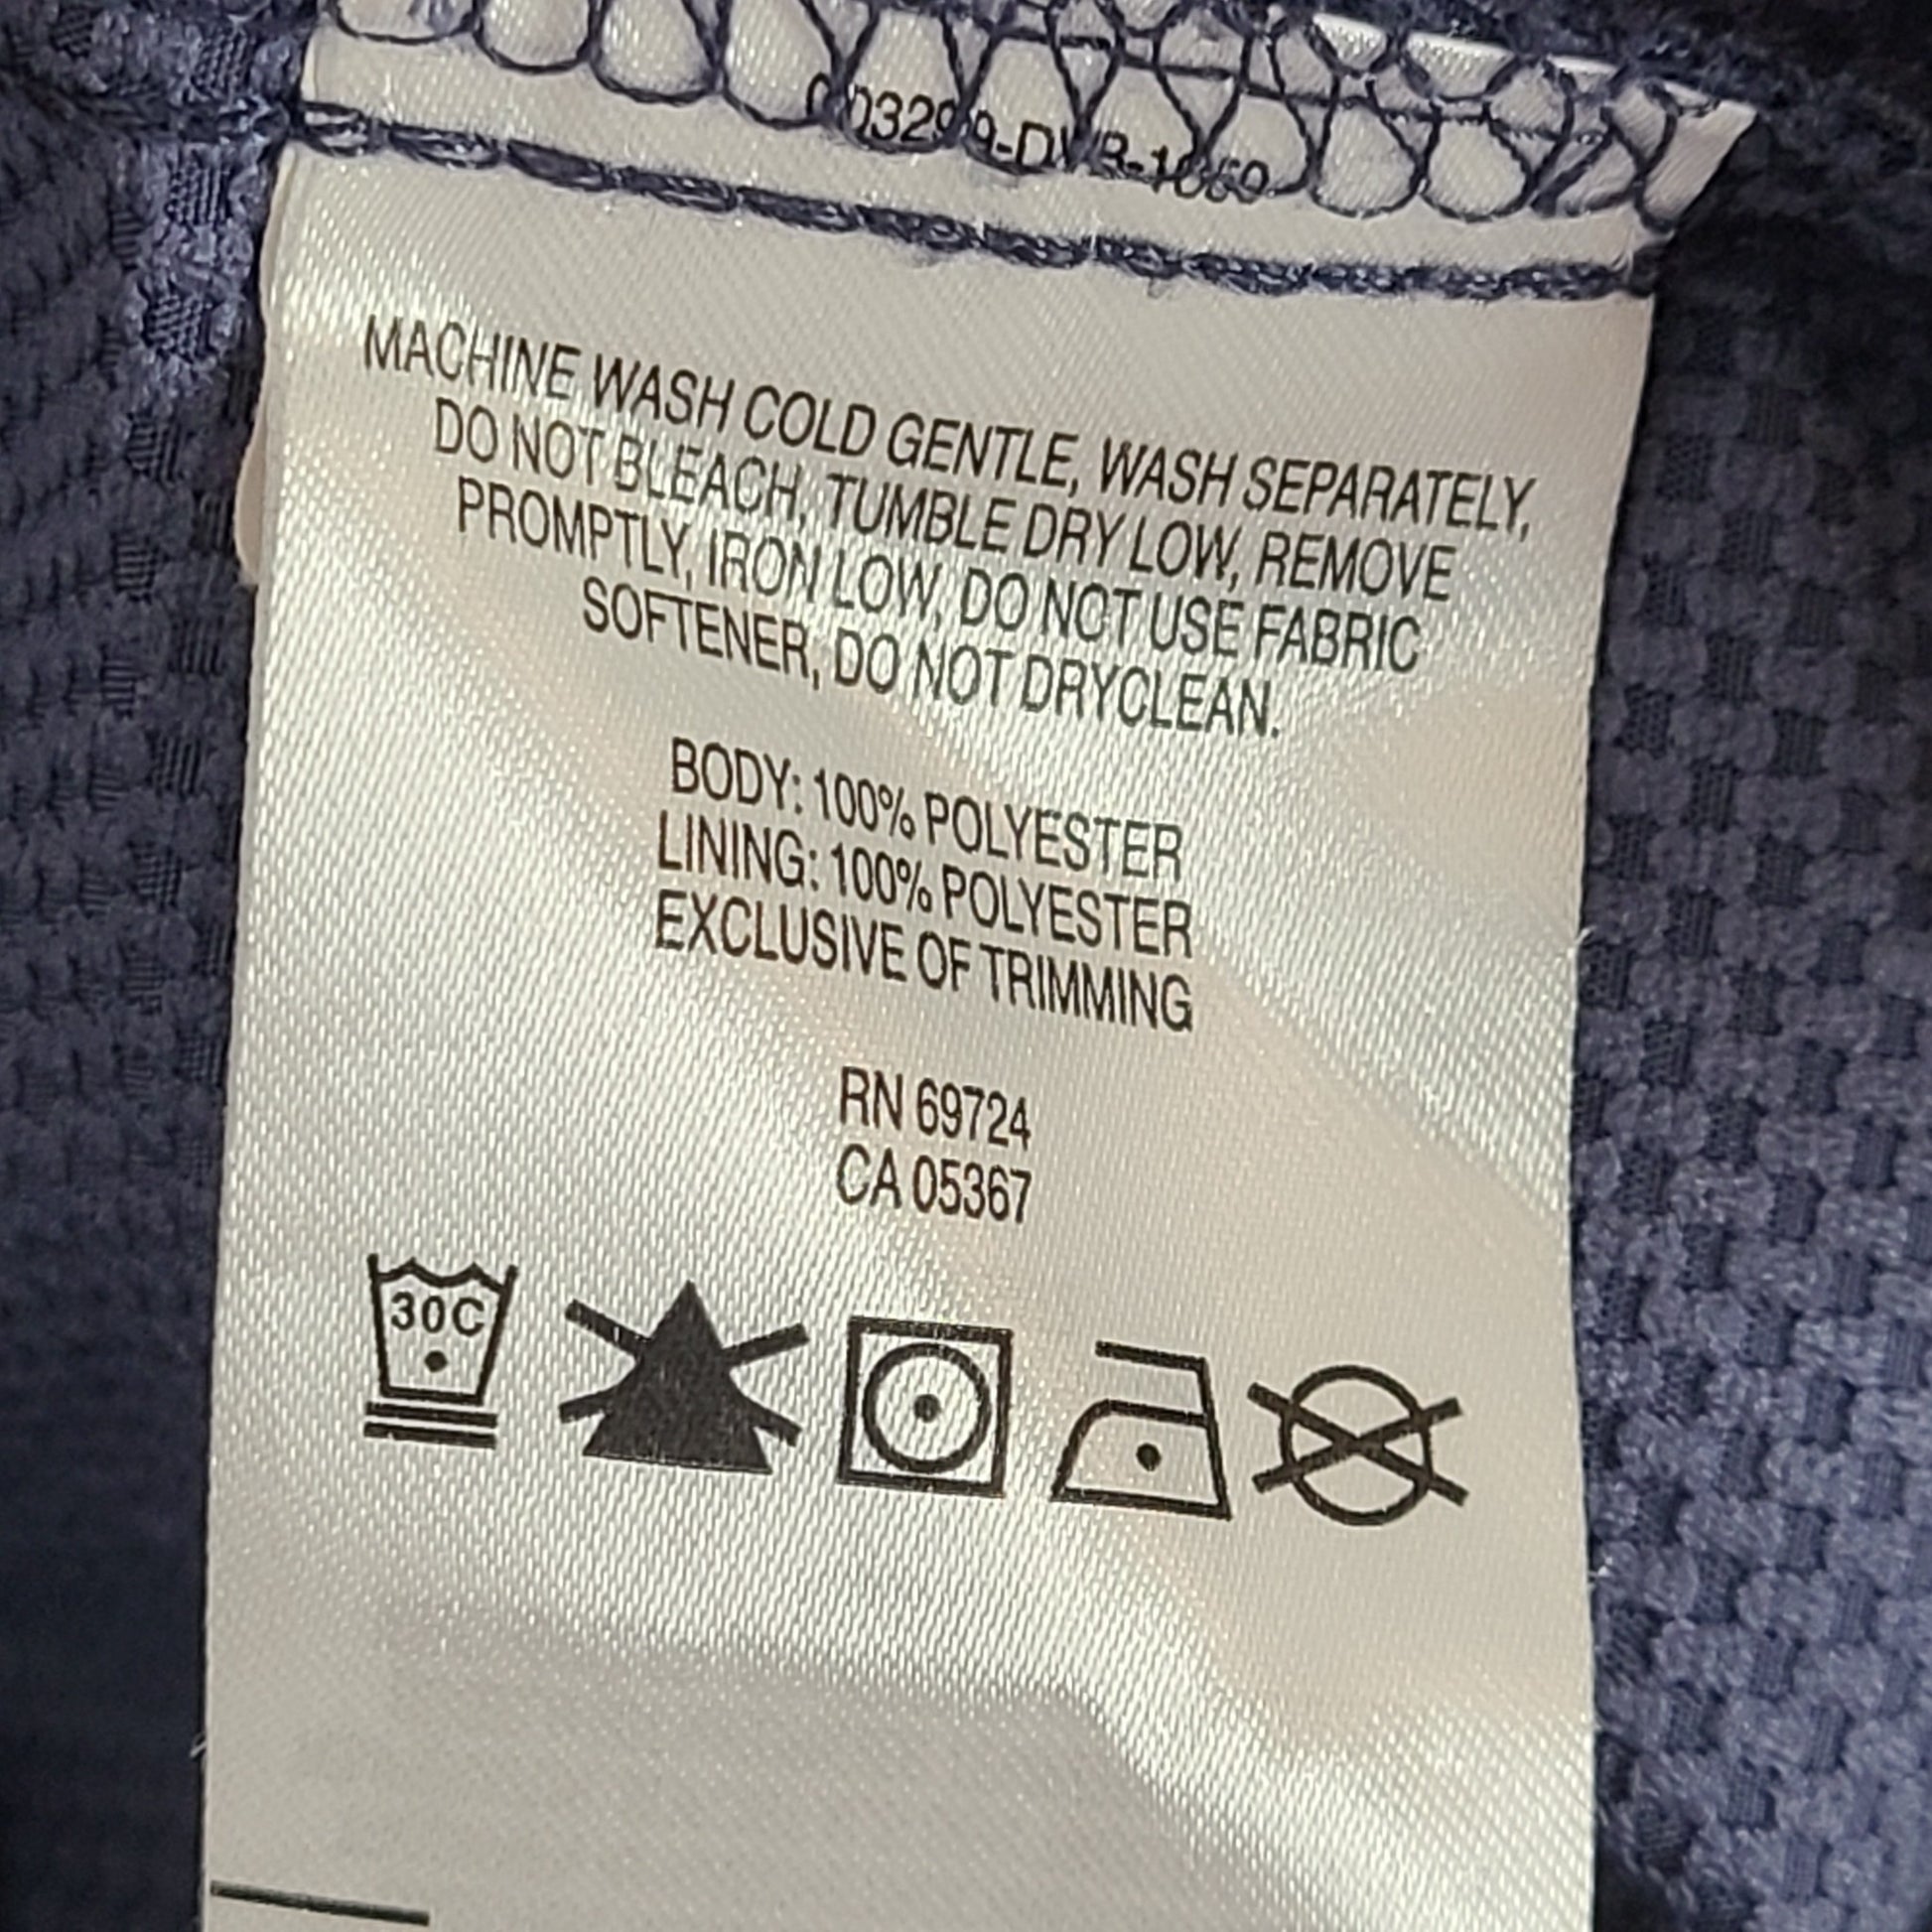 MACHINE WASH COLD GENTLE, WASH SEPARATELY,
DO NOT BLEACH, TUMBLE DRY LOW, REMOVE
PROMPTLY, IRON LOW, DO NOT USE FABRIC
SOFTENER, DO NOT DRYCLEAN.
BODY: 100% POLYESTER
LINING: 100% POLYESTER
EXCLUSIVE OF TRIMMING
RN 69724
CA 05367
30C